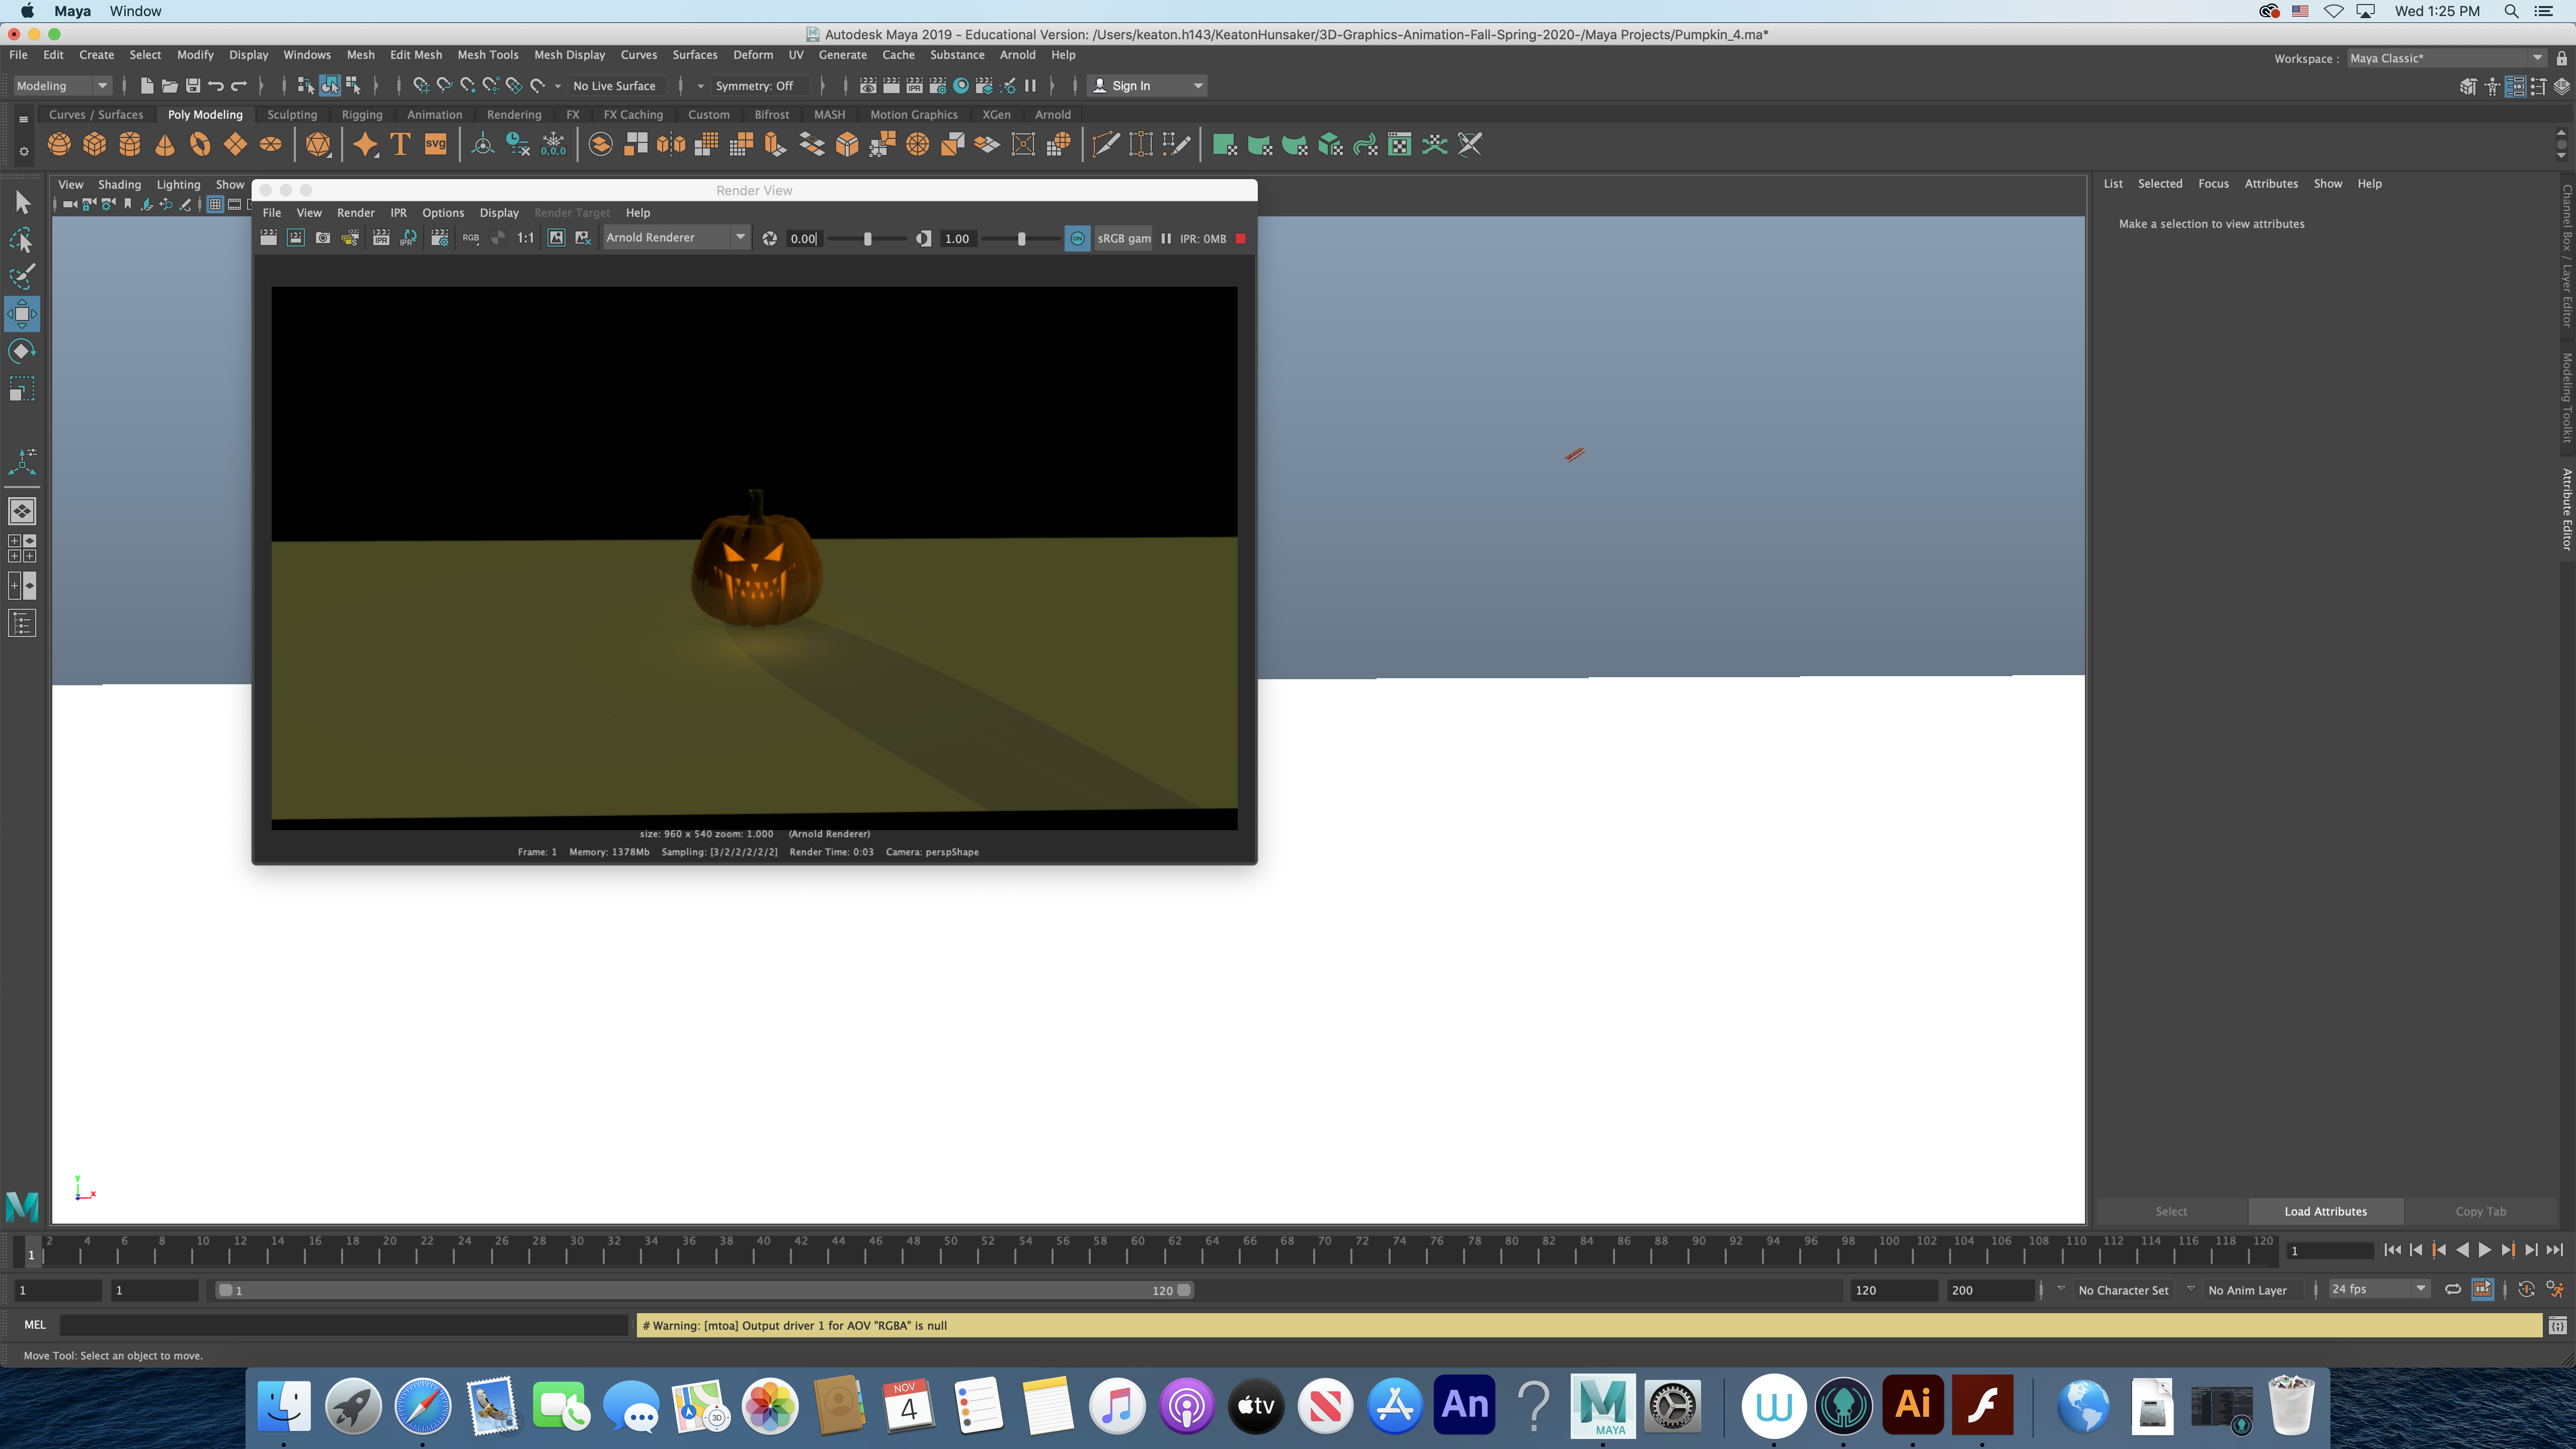 Maya Window
Wed 1:25 PM
Autodesk Maya 2019 - Educational Version: /Users/keaton.h143/KeatonHunsaker/3D-Graphics-Animation-Fall-Spring-2020-/Maya Projects/Pumpkin_4.ma*
File Edit Create Select Modify Display Windows Mesh Edit Mesh Mesh Tools Mesh Display Curves Surfaces Deform UV Generate Cache Substance Arnold Help
Workspace : Maya Classic*
Modeling No Live Surface Symmetry: Off IPR Sign In
Curves / Surfaces Poly Modeling Sculpting Rigging Animation Rendering FX FX Caching Custom Bifrost MASH Motion Graphics XGen Arnold
T svg 0,0,0
View Shading Lighting Show
Render View
File View Render IPR Options Display Render Target Help
IPR IPR RGB 1:1 Arnold Renderer 0.00 1.00 ON sRGB gam IPR: 0MB
size: 960 x 540 zoom: 1.000 (Arnold Renderer)
Frame: 1 Memory: 1378Mb Sampling: [3/2/2/2/2/2] Render Time: 0:03 Camera: perspShape
List Selected Focus Attributes Show Help
Make a selection to view attributes
Channel Box / Layer Editor
Modeling Toolkit
Attribute Editor
y
z x
Select Load Attributes Copy Tab
1 2 4 6 8 10 12 14 16 18 20 22 24 26 28 30 32 34 36 38 40 42 44 46 48 50 52 54 56 58 60 62 64 66 68 70 72 74 76 78 80 82 84 86 88 90 92 94 96 98 100 102 104 106 108 110 112 114 116 118 120 1
1 1 1 120 120 200 No Character Set No Anim Layer 24 fps
MEL # Warning: [mtoa] Output driver 1 for AOV "RGBA" is null
Move Tool: Select an object to move.
3D NOV 4 tv An ? M MAYA W Ai